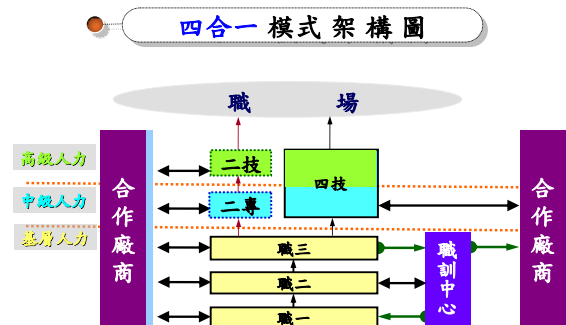 四合一 模式架構圖
職 場
高級人力
中級人力
基層人力
合作廠商
二技
二專
四技
職三
職二
職一
職訓中心
合作廠商